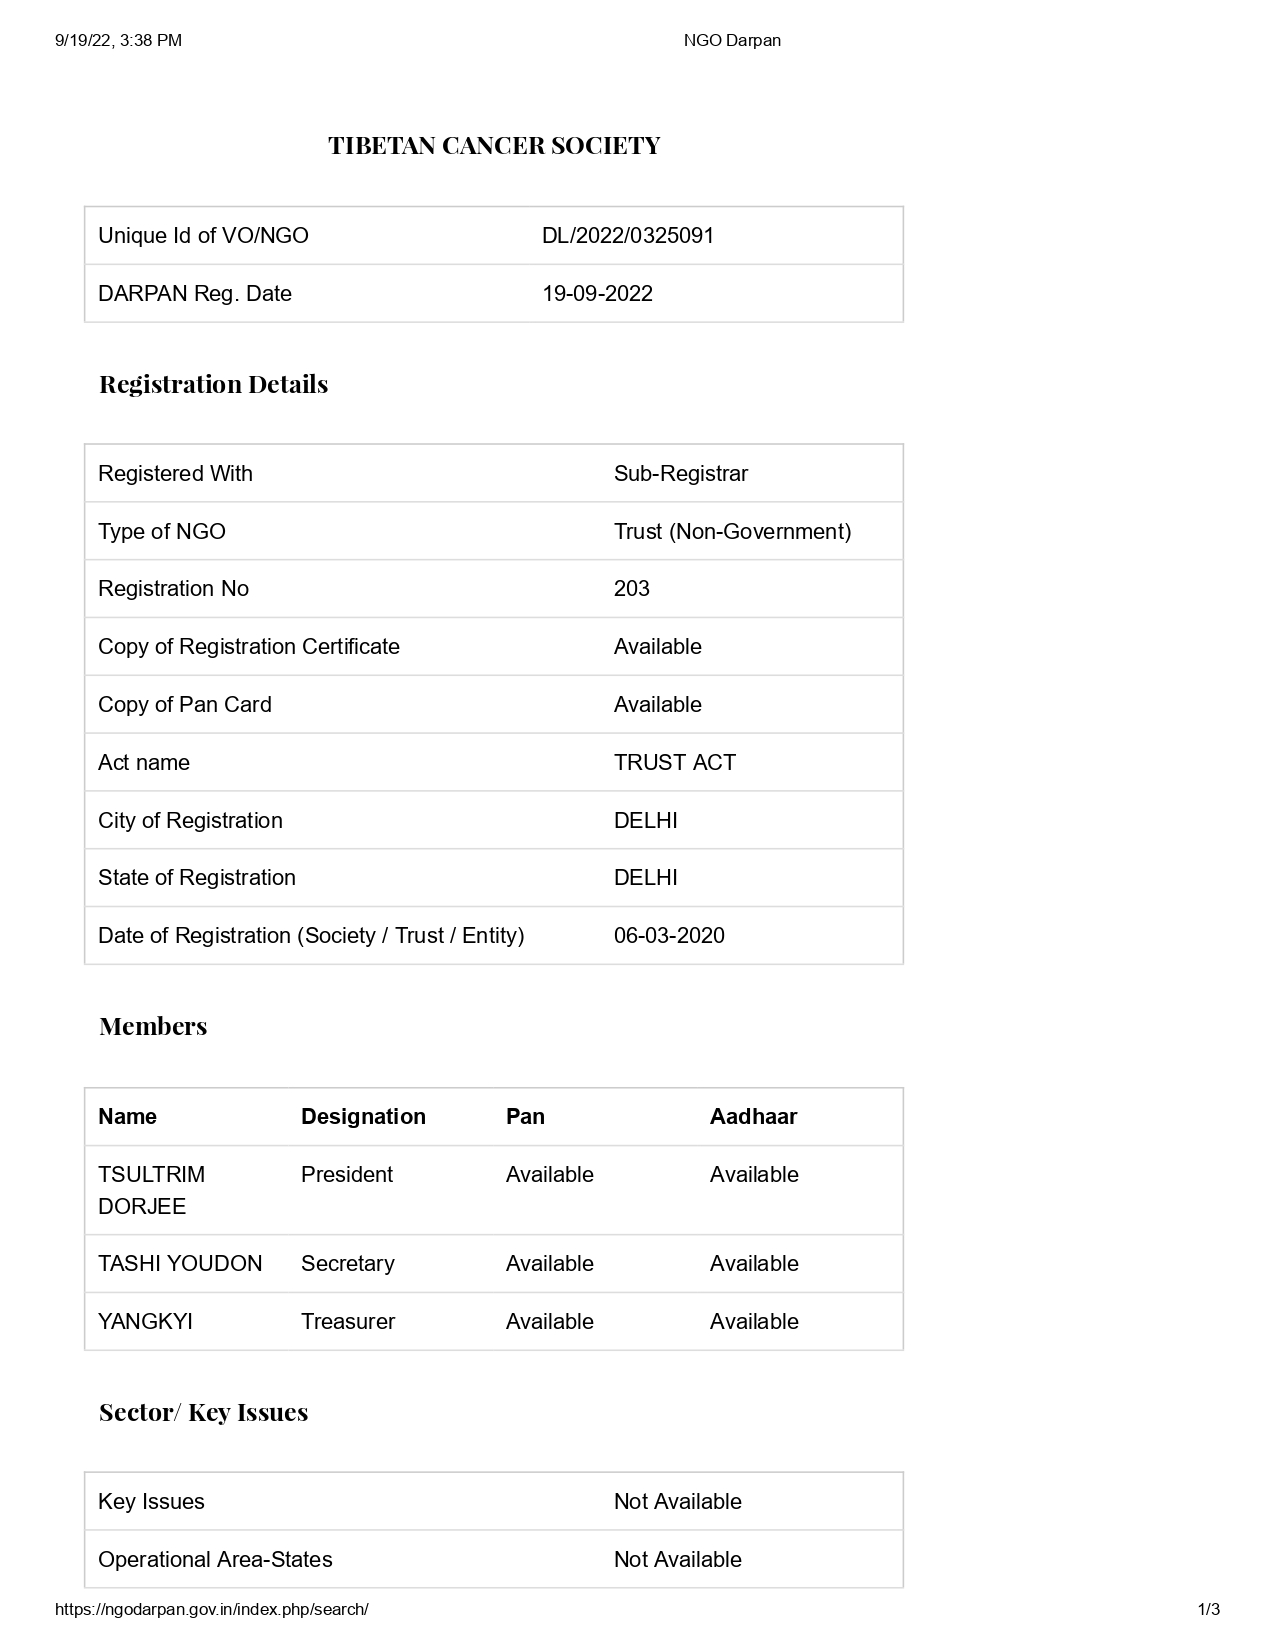 9/19/22, 3:38 PM NGO Darpan
TIBETAN CANCER SOCIETY
Unique Id of VO/NGO DL/2022/0325091
DARPAN Reg. Date 19-09-2022
Registration Details
Registered With Sub-Registrar
Type of NGO Trust (Non-Government)
Registration No 203
Copy of Registration Certificate Available
Copy of Pan Card Available
Act name TRUST ACT
City of Registration DELHI
State of Registration DELHI
Date of Registration (Society / Trust / Entity) 06-03-2020
Members
Name Designation Pan Aadhaar
TSULTRIM President Available Available
DORJEE
TASHI YOUDON Secretary Available Available
YANGKYI Treasurer Available Available
Sector/ Key Issues
Key Issues Not Available
Operational Area-States Not Available
https://ngodarpan.gov.in/index.php/search/ 1/3